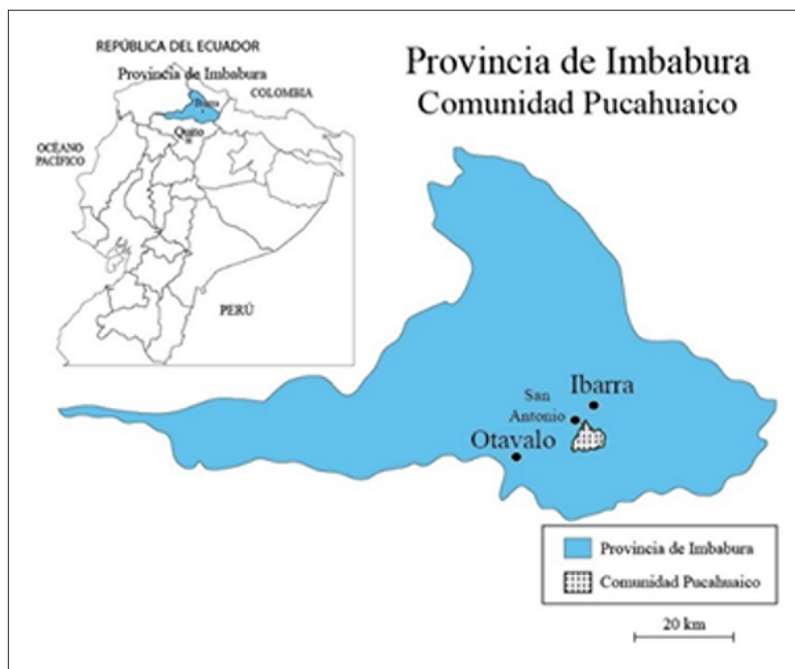 REPÚBLICA DEL ECUADOR
Provincia de Imbabura
COLOMBIA
Ibarra
Quito
OCÉANO
PACÍFICO
PERÚ
Provincia de Imbabura
Comunidad Pucahuaico
Ibarra
San
Antonio
Otavalo
Provincia de Imbabura
Comunidad Pucahuaico
20 km